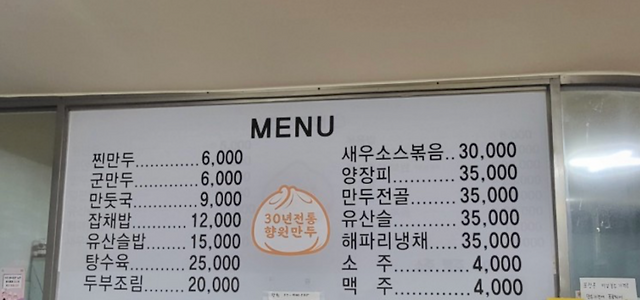 MENU
찐만두..............6,000
군만두..............6,000
만둣국..............9,000
잡채밥............12,000
유산슬밥.........15,000
탕수육............25,000
두부조림.........20,000
30년전통
향원만두
새우소스볶음..30,000
양장피............35,000
만두전골.........35,000
유산슬............35,000
해파리냉채......35,000
소 주..............4,000
맥 주..............4,000